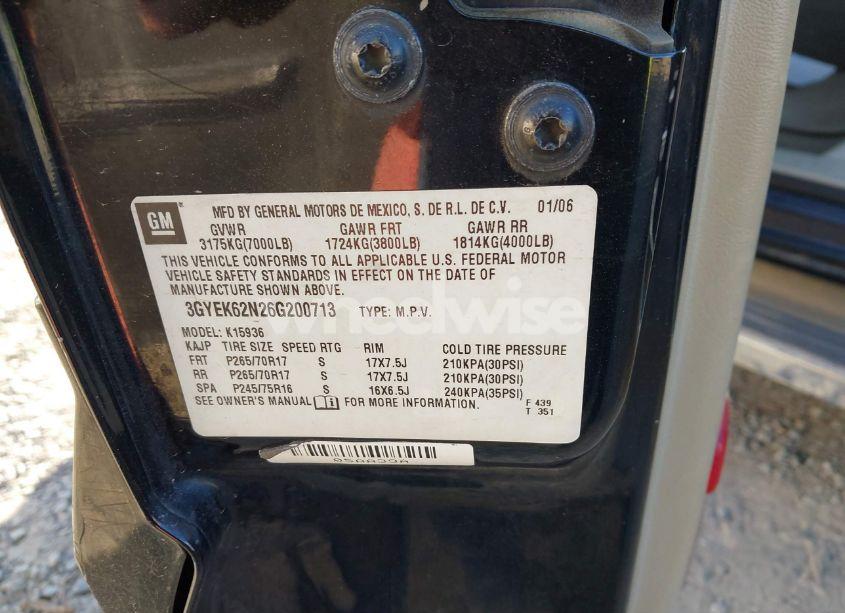 GM MFD BY GENERAL MOTORS DE MEXICO, S. DE R.L. DE C.V. 01/06
GVWR GAWR FRT GAWR RR
3175KG(7000LB) 1724KG(3800LB) 1814KG(4000LB)
THIS VEHICLE CONFORMS TO ALL APPLICABLE U.S. FEDERAL MOTOR
VEHICLE SAFETY STANDARDS IN EFFECT ON THE DATE OF
MANUFACTURE SHOWN ABOVE.
3GYEK62N26G200713 TYPE: M.P.V.
wheelwise
MODEL: K15936
KAJP TIRE SIZE SPEED RTG RIM COLD TIRE PRESSURE
FRT P265/70R17 S 17X7.5J 210KPA(30PSI)
RR P265/70R17 S 17X7.5J 210KPA(30PSI)
SPA P245/75R16 S 16X6.5J 240KPA(35PSI)
SEE OWNER'S MANUAL FOR MORE INFORMATION. F 439
T 351
05AA39A